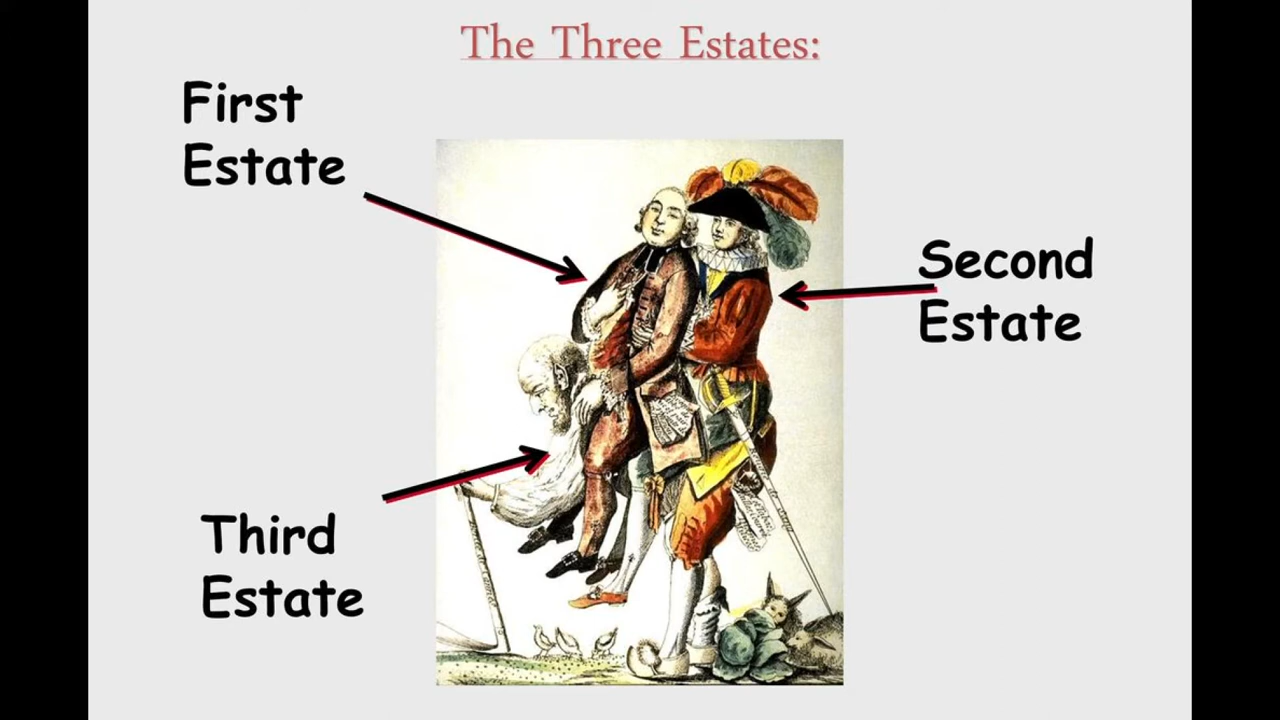 The Three Estates:
First
Estate
Second
Estate
Third
Estate